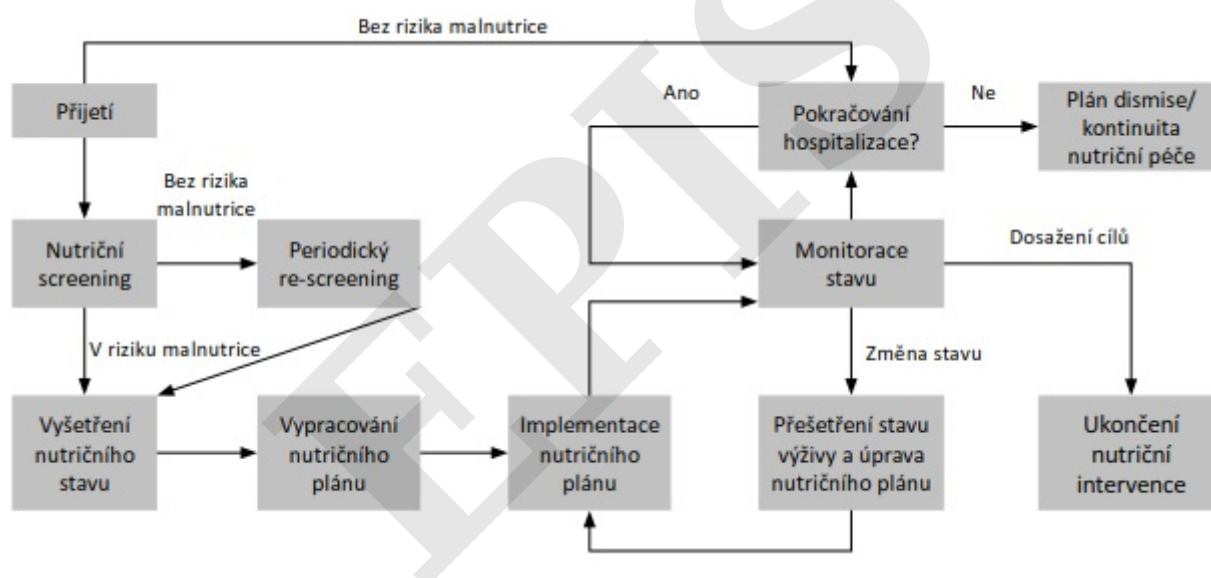 Bez rizika malnutrice
Přijetí
Ano
Pokračování
hospitalizace?
Ne
Plán dismise/
kontinuita
nutriční péče
Bez rizika
malnutrice
Nutriční
screening
Periodický
re-screening
Monitorace
stavu
Dosažení cílů
V riziku malnutrice
Změna stavu
Vyšetření
nutričního
stavu
Vypracování
nutričního
plánu
Implementace
nutričního
plánu
Přešetření stavu
výživy a úprava
nutričního plánu
Ukončení
nutriční
intervence
EPIS